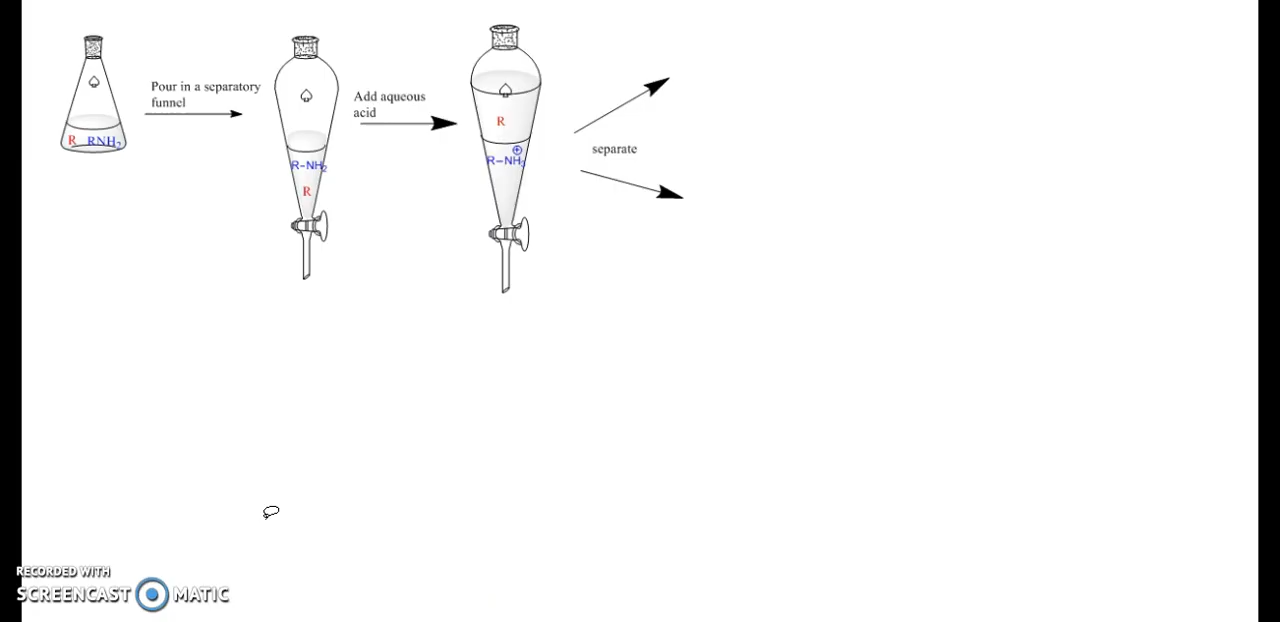 R RNH2
Pour in a separatory
funnel
R-NH2
R
Add aqueous
acid
R
⊕
R-NH3
separate
RECORDED WITH
SCREENCAST MATIC